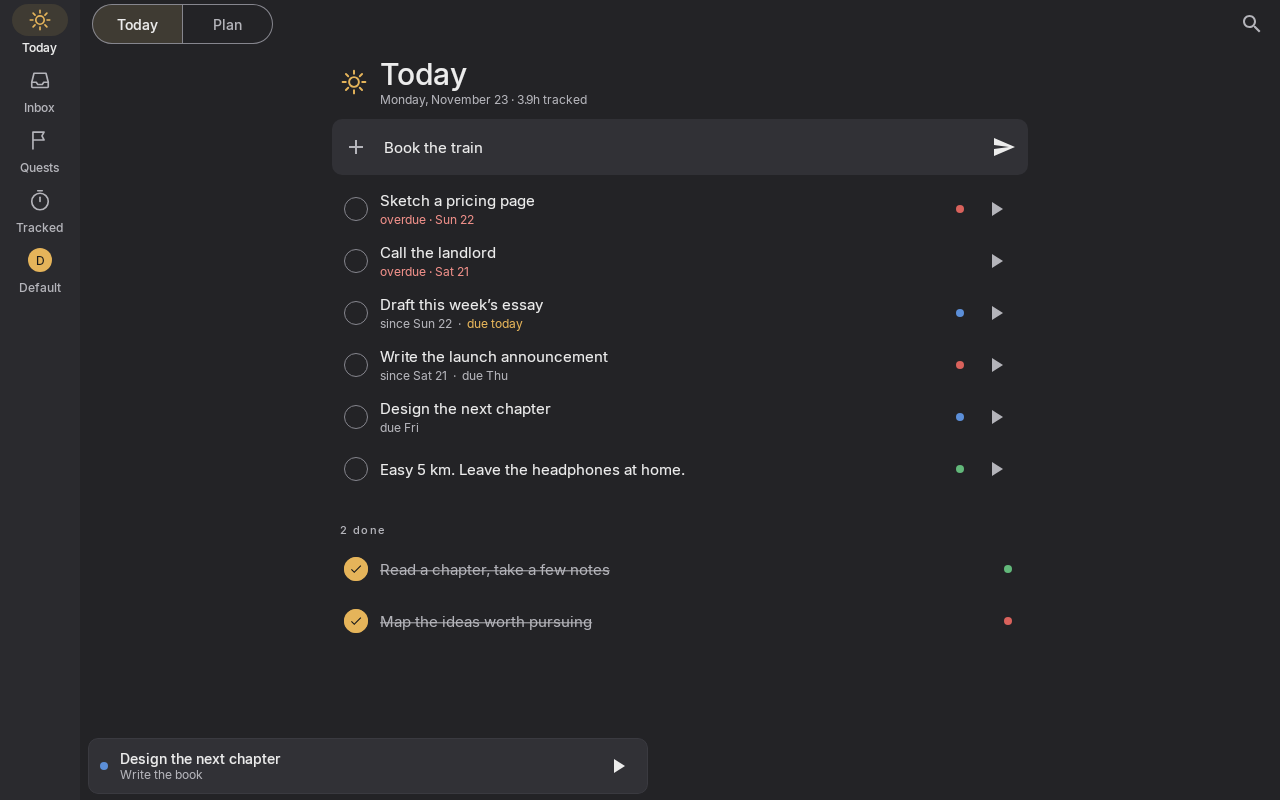 Today
Inbox
Quests
Tracked
D
Default
Today
Plan
Today
Monday, November 23 · 3.9h tracked
Book the train
Sketch a pricing page
overdue · Sun 22
Call the landlord
overdue · Sat 21
Draft this week’s essay
since Sun 22 · due today
Write the launch announcement
since Sat 21 · due Thu
Design the next chapter
due Fri
Easy 5 km. Leave the headphones at home.
2 done
Read a chapter, take a few notes
Map the ideas worth pursuing
Design the next chapter
Write the book